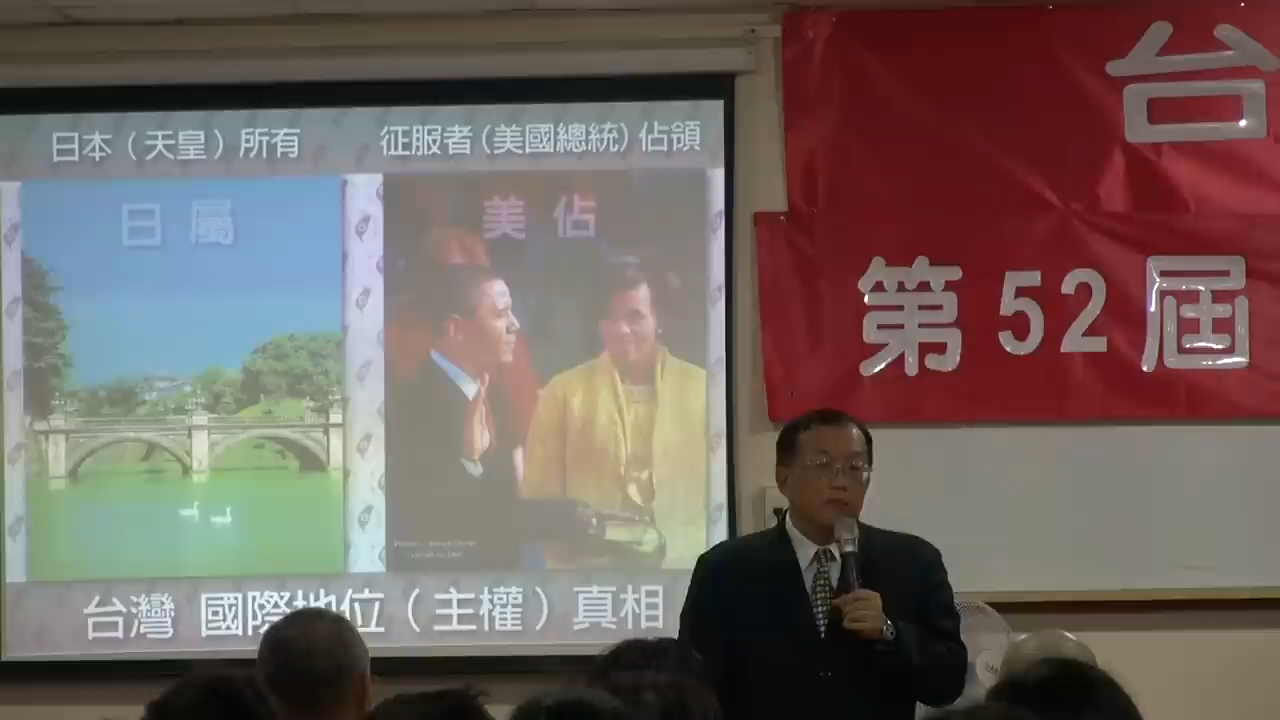 日本（天皇）所有
征服者（美國總統）佔領
日屬
美佔
台灣 國際地位（主權）真相
台
第52屆